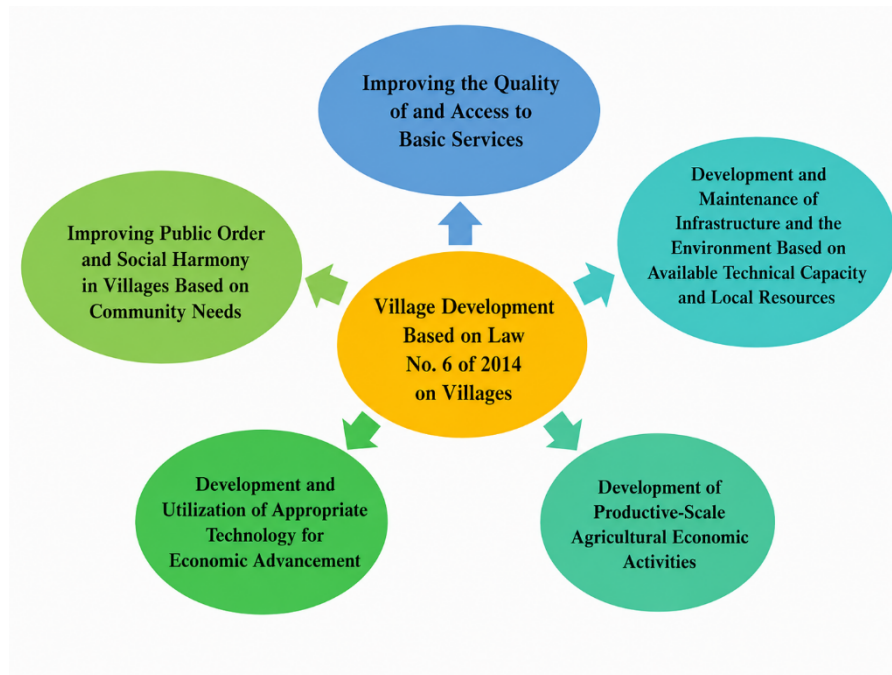 Improving the Quality
of and Access to
Basic Services
Development and
Maintenance of
Infrastructure and the
Environment Based on
Available Technical Capacity
and Local Resources
Improving Public Order
and Social Harmony
in Villages Based on
Community Needs
Village Development
Based on Law
No. 6 of 2014
on Villages
Development and
Utilization of Appropriate
Technology for
Economic Advancement
Development of
Productive-Scale
Agricultural Economic
Activities